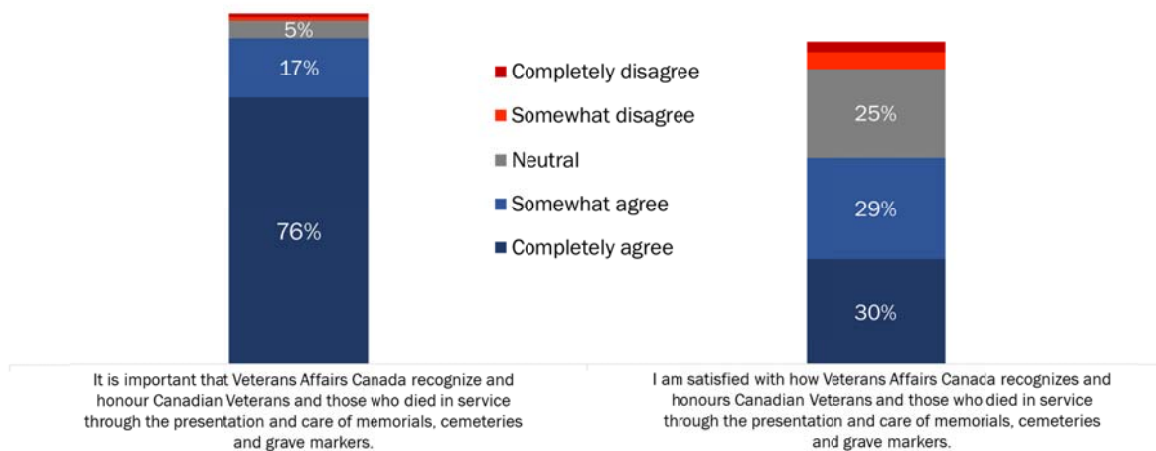 5%
17%
76%
Completely disagree
Somewhat disagree
Neutral
Somewhat agree
Completely agree
25%
29%
30%
It is important that Veterans Affairs Canada recognize and
honour Canadian Veterans and those who died in service
through the presentation and care of memorials, cemeteries
and grave markers.
I am satisfied with how Veterans Affairs Canada recognizes and
honours Canadian Veterans and those who died in service
through the presentation and care of memorials, cemeteries
and grave markers.